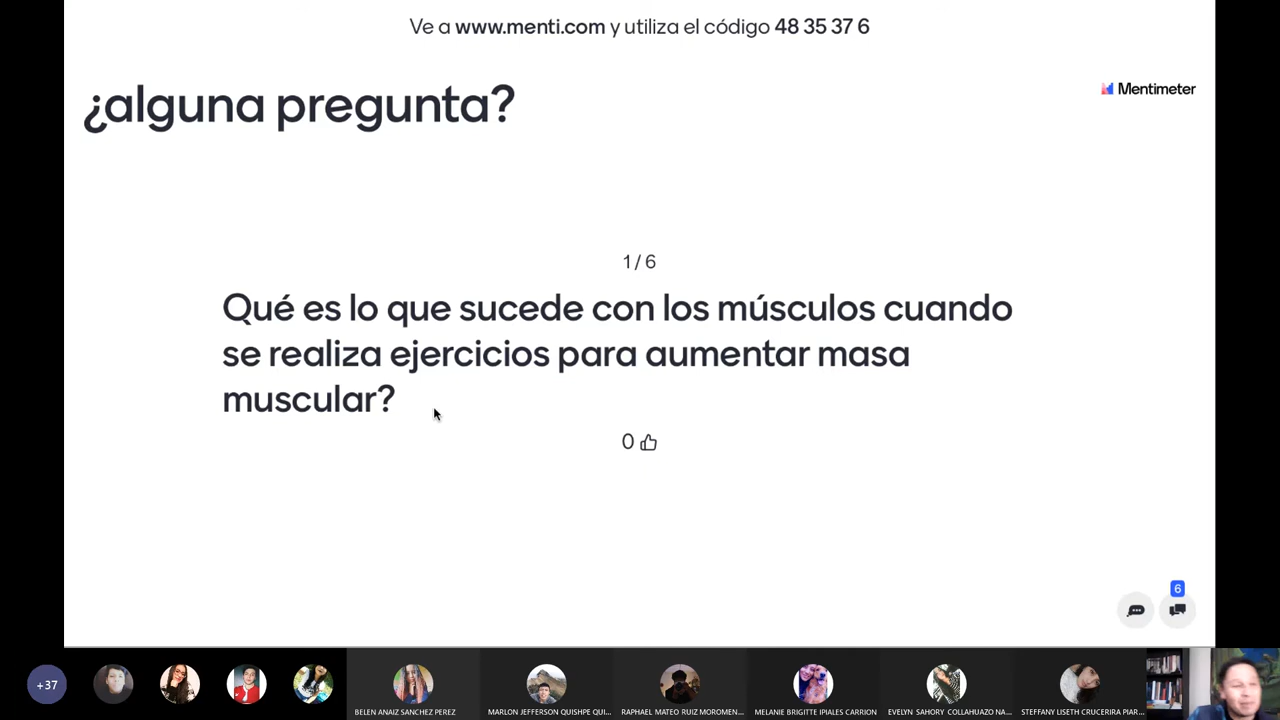 Ve a www.menti.com y utiliza el código 48 35 37 6
¿alguna pregunta?
Mentimeter
1 / 6
Qué es lo que sucede con los músculos cuando
se realiza ejercicios para aumentar masa
muscular?
0
6
+37
BELEN ANAIZ SANCHEZ PEREZ
MARLON JEFFERSON QUISHPE QUI...
RAPHAEL MATEO RUIZ MOROMEN...
MELANIE BRIGITTE IPIALES CARRION
EVELYN SAHORY COLLAHUAZO NA...
STEFFANY LISETH CRUCERIRA PIAR...